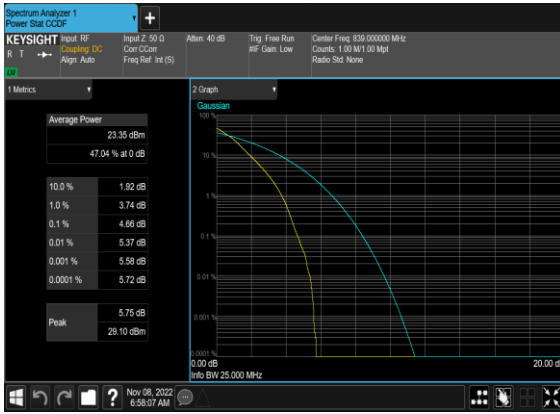 Spectrum Analyzer 1
Power Stat CCDF
+
KEYSIGHT
R T
LW
Input: RF
Coupling: DC
Align: Auto
Input Z: 50 Ω
Corr CCorr
Freq Ref: Int (S)
Atten: 40 dB
Trig: Free Run
#IF Gain: Low
Center Freq: 839.000000 MHz
Counts: 1.00 M/1.00 Mpt
Radio Std: None
1 Metrics
Average Power
23.35 dBm
47.04 % at 0 dB
10.0 % 1.92 dB
1.0 % 3.74 dB
0.1 % 4.66 dB
0.01 % 5.37 dB
0.001 % 5.58 dB
0.0001 % 5.72 dB
Peak
5.75 dB
29.10 dBm
2 Graph
Gaussian
100 %
10 %
1 %
0.1 %
0.01 %
0.001 %
0.0001 %
0.00 dB
20.00 d
Info BW 25.000 MHz
?
Nov 08, 2022
6:58:07 AM